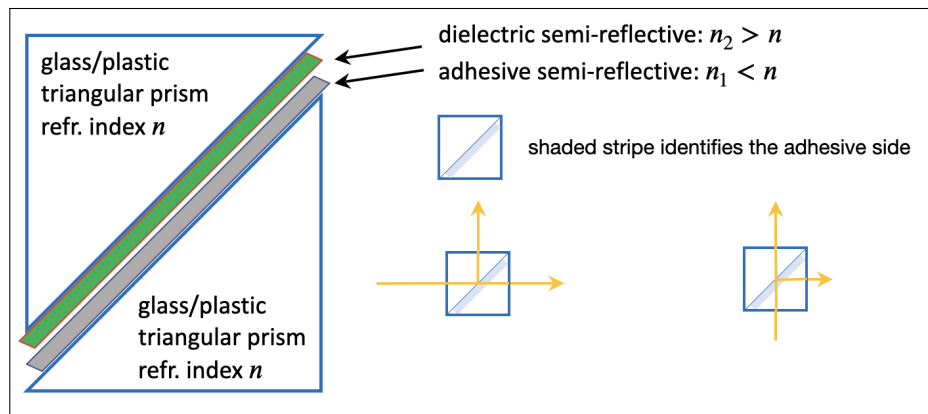 glass/plastic
triangular prism
refr. index n
dielectric semi-reflective: n₂ > n
adhesive semi-reflective: n₁ < n
shaded stripe identifies the adhesive side
glass/plastic
triangular prism
refr. index n